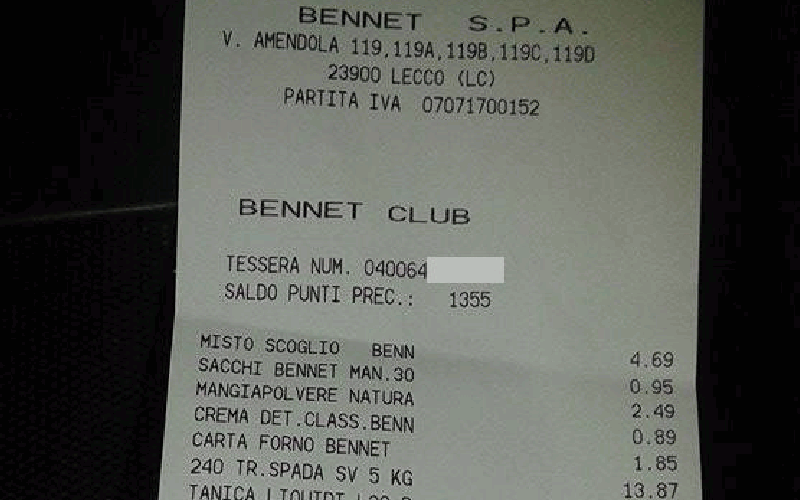 BENNET S.P.A.
V. AMENDOLA 119,119A,119B,119C,119D
23900 LECCO (LC)
PARTITA IVA 07071700152
BENNET CLUB
TESSERA NUM. 040064
SALDO PUNTI PREC.: 1355
MISTO SCOGLIO BENN 4.69
SACCHI BENNET MAN.30 0.95
MANGIAPOLVERE NATURA 2.49
CREMA DET.CLASS.BENN 0.89
CARTA FORNO BENNET 1.85
240 TR.SPADA SV 5 KG 13.87
TANICA LIQUIDI